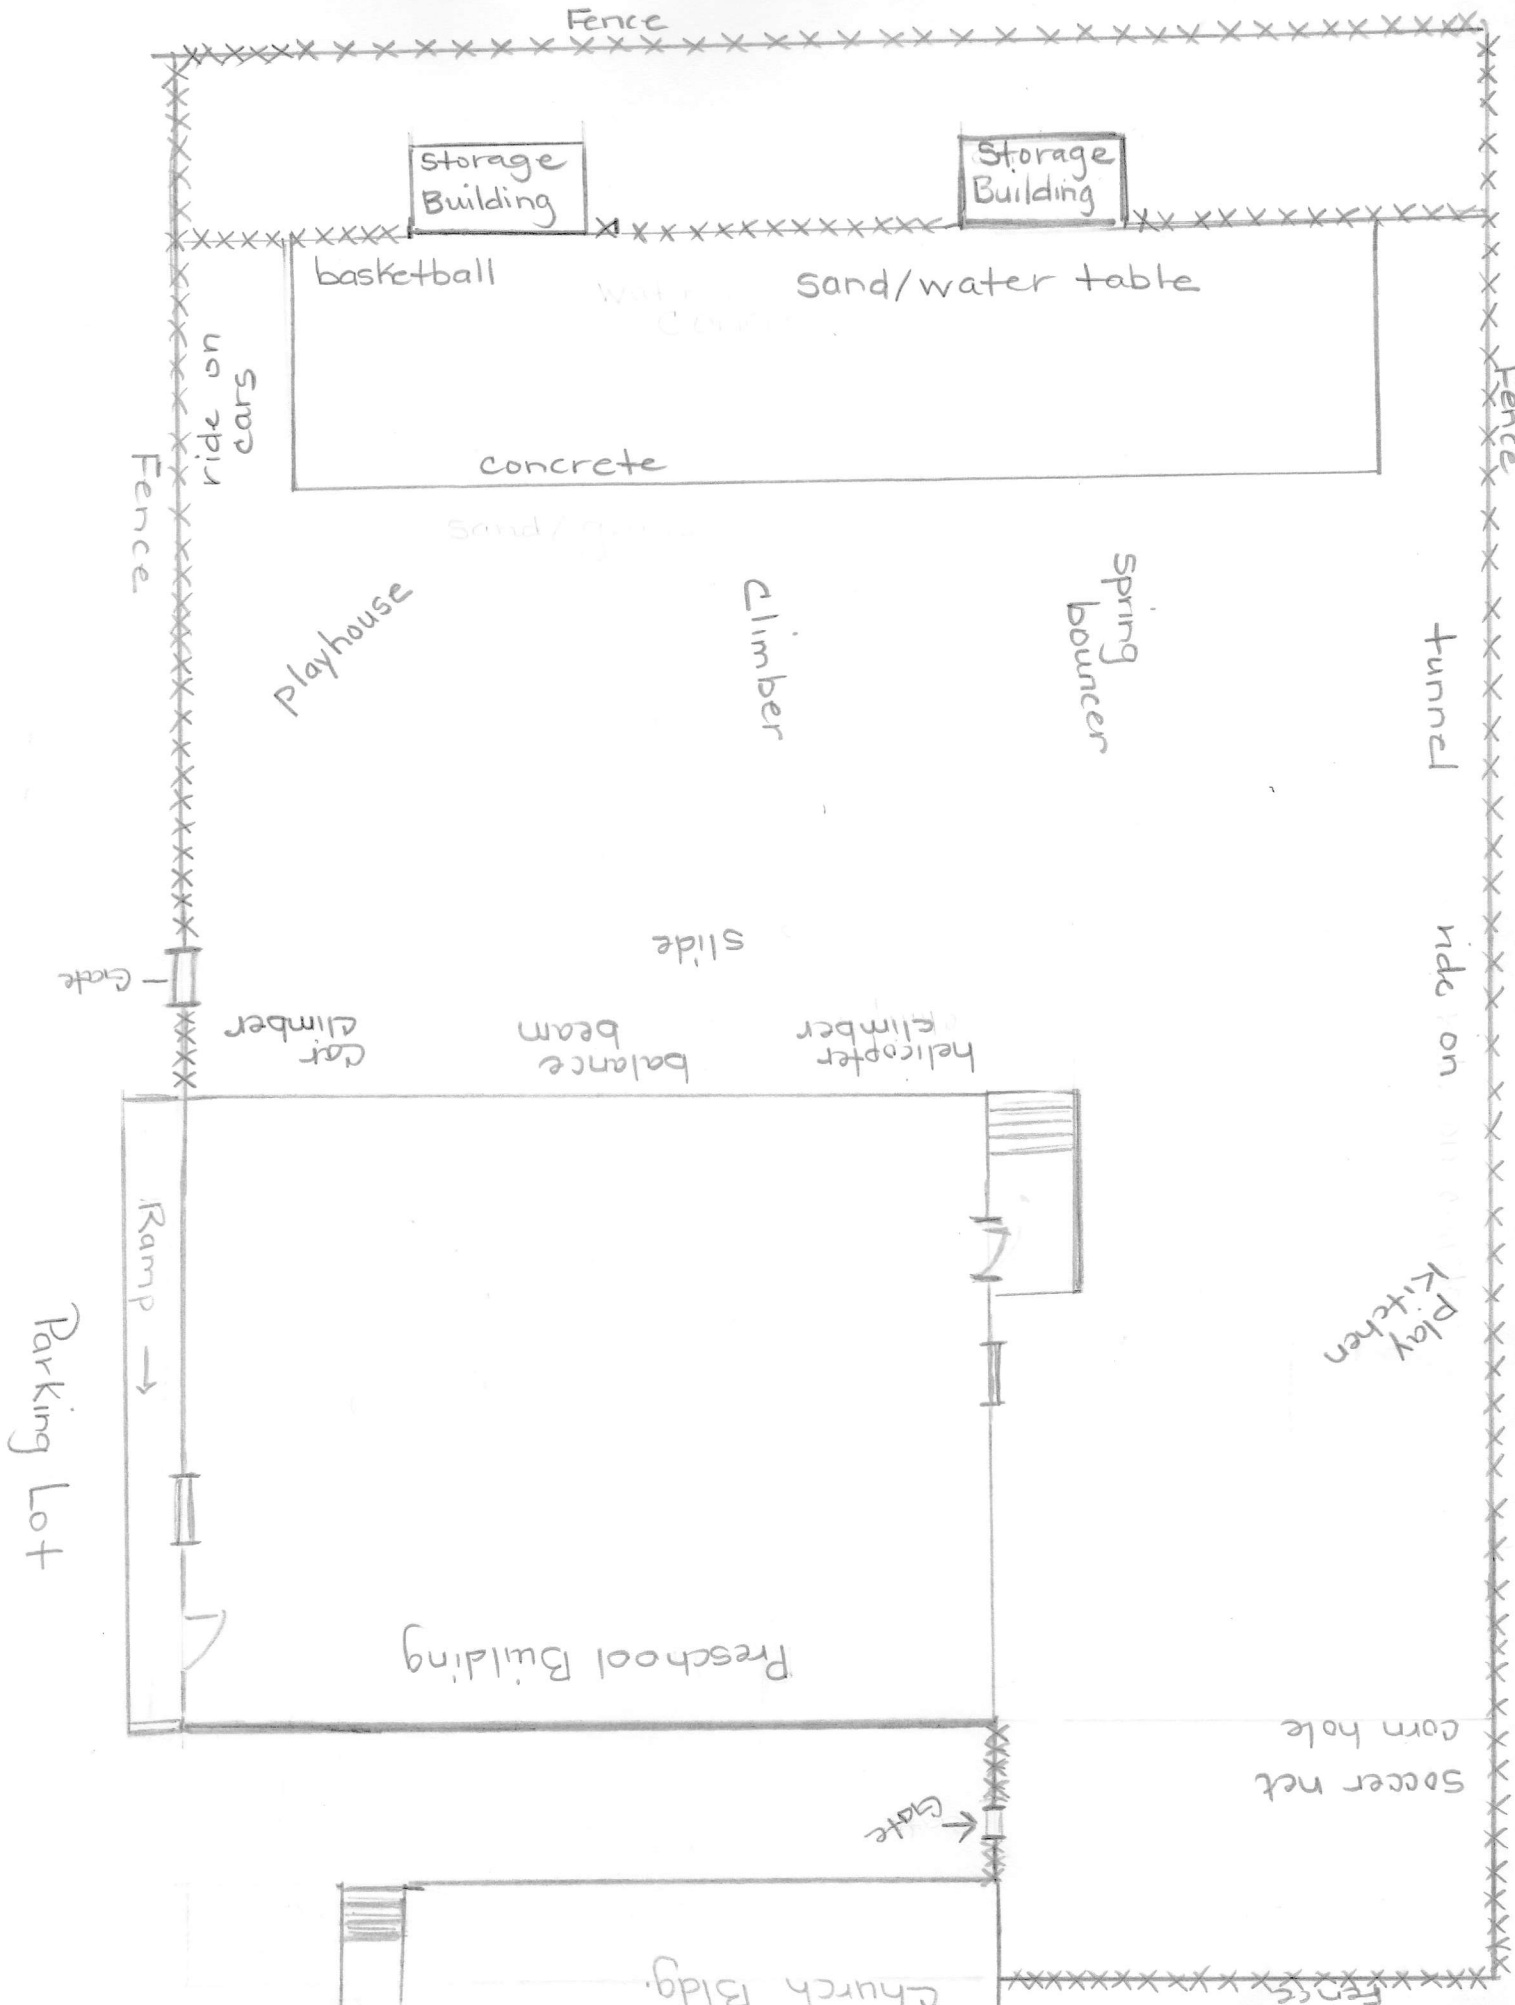 Fence
Storage
Building
Storage
Building
basketball
sand/water table
ride on
cars
concrete
Fence
Fence
sand/
playhouse
Climber
Spring
bouncer
tunnel
slide
ride on
Gate
car
climber
balance
beam
helicopter
climber
Ramp →
Parking Lot
play
kitchen
Preschool Building
corn hole
Soccer net
Gate
Church Bldg.
Fence